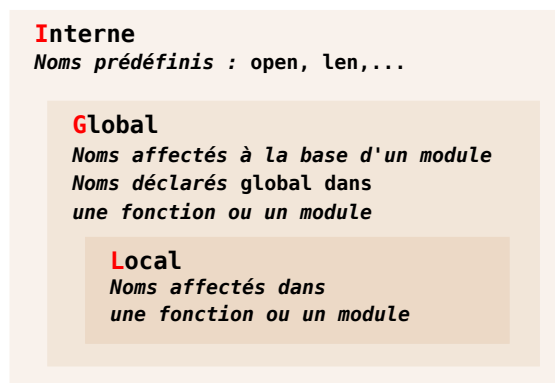 Interne
Noms prédéfinis : open, len,...
Global
Noms affectés à la base d'un module
Noms déclarés global dans
une fonction ou un module
Local
Noms affectés dans
une fonction ou un module